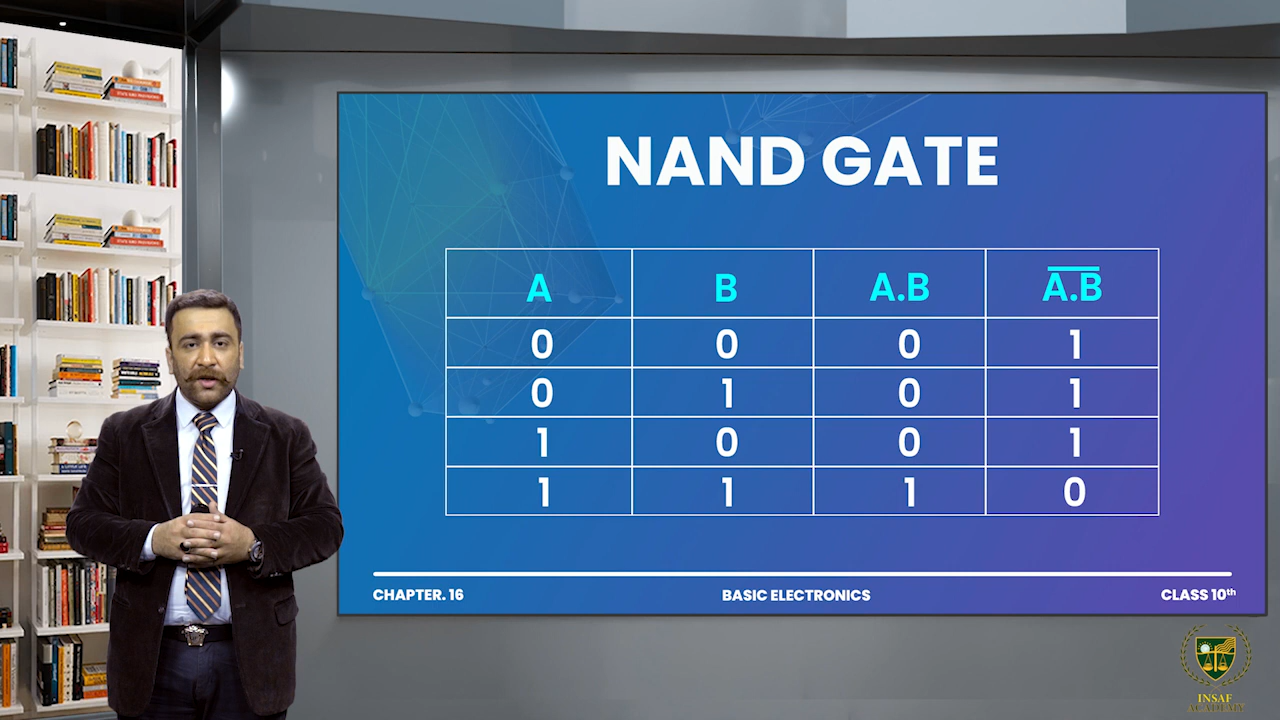 NAND GATE
A B A.B A̅.̅B̅
0 0 0 1
0 1 0 1
1 0 0 1
1 1 1 0
CHAPTER. 16 BASIC ELECTRONICS CLASS 10th
INSAF
ACADEMY